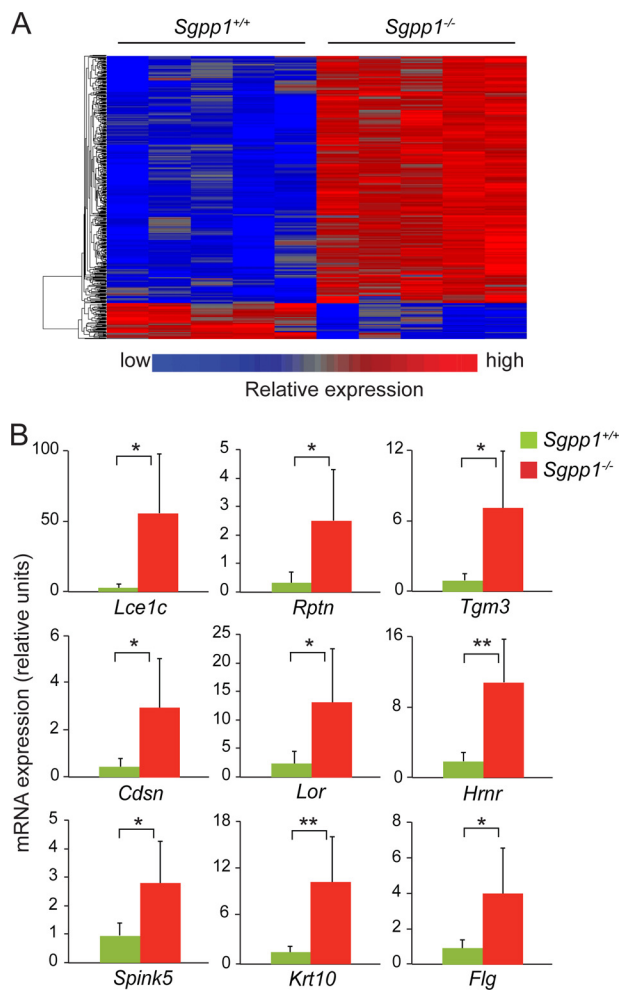 A
Sgpp1+/+ Sgpp1-/-
low high
Relative expression
B
Sgpp1+/+
Sgpp1-/-
mRNA expression (relative units)
100
50
0
*
Lce1c
5
4
3
2
1
0
*
Rptn
12
6
0
*
Tgm3
6
4
2
0
*
Cdsn
25
20
15
10
5
0
*
Lor
16
8
0
**
Hrnr
5
4
3
2
1
0
*
Spink5
18
12
6
0
**
Krt10
8
6
4
2
0
*
Flg